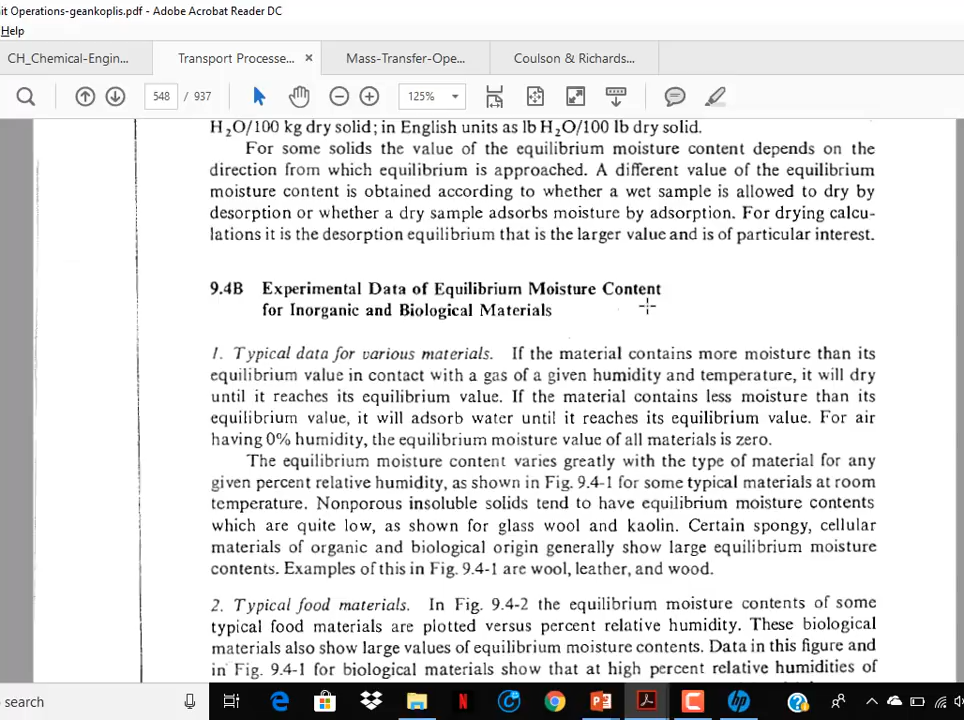 it Operations-geankoplis.pdf - Adobe Acrobat Reader DC
Help
CH_Chemical-Engin... Transport Processe... × Mass-Transfer-Ope... Coulson & Richards...
548 / 937 125%
H₂O/100 kg dry solid; in English units as lb H₂O/100 lb dry solid.
For some solids the value of the equilibrium moisture content depends on the
direction from which equilibrium is approached. A different value of the equilibrium
moisture content is obtained according to whether a wet sample is allowed to dry by
desorption or whether a dry sample adsorbs moisture by adsorption. For drying calcu-
lations it is the desorption equilibrium that is the larger value and is of particular interest.
9.4B Experimental Data of Equilibrium Moisture Content
for Inorganic and Biological Materials
1. Typical data for various materials. If the material contains more moisture than its
equilibrium value in contact with a gas of a given humidity and temperature, it will dry
until it reaches its equilibrium value. If the material contains less moisture than its
equilibrium value, it will adsorb water until it reaches its equilibrium value. For air
having 0% humidity, the equilibrium moisture value of all materials is zero.
The equilibrium moisture content varies greatly with the type of material for any
given percent relative humidity, as shown in Fig. 9.4-1 for some typical materials at room
temperature. Nonporous insoluble solids tend to have equilibrium moisture contents
which are quite low, as shown for glass wool and kaolin. Certain spongy, cellular
materials of organic and biological origin generally show large equilibrium moisture
contents. Examples of this in Fig. 9.4-1 are wool, leather, and wood.
2. Typical food materials. In Fig. 9.4-2 the equilibrium moisture contents of some
typical food materials are plotted versus percent relative humidity. These biological
materials also show large values of equilibrium moisture contents. Data in this figure and
in Fig. 9.4-1 for biological materials show that at high percent relative humidities of
search